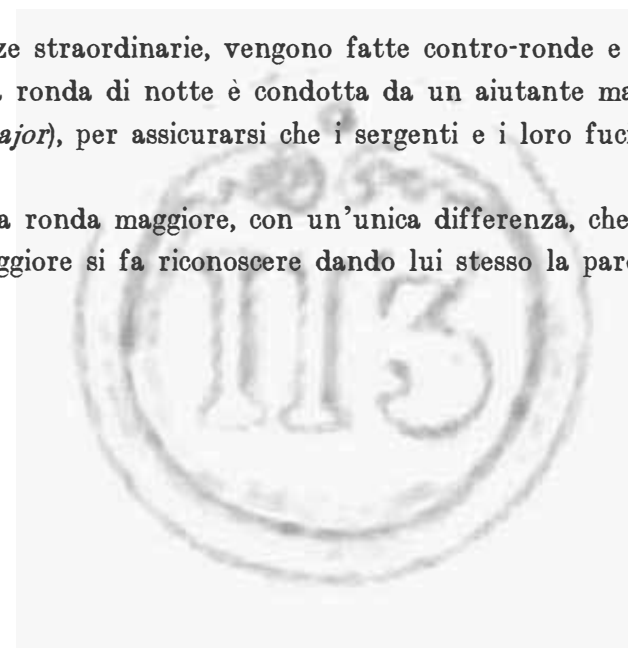 ze straordinarie, vengono fatte contro-ronde e
ronda di notte è condotta da un aiutante ma
ajor), per assicurarsi che i sergenti e i loro fuci
a ronda maggiore, con un'unica differenza, che
ggiore si fa riconoscere dando lui stesso la par
113